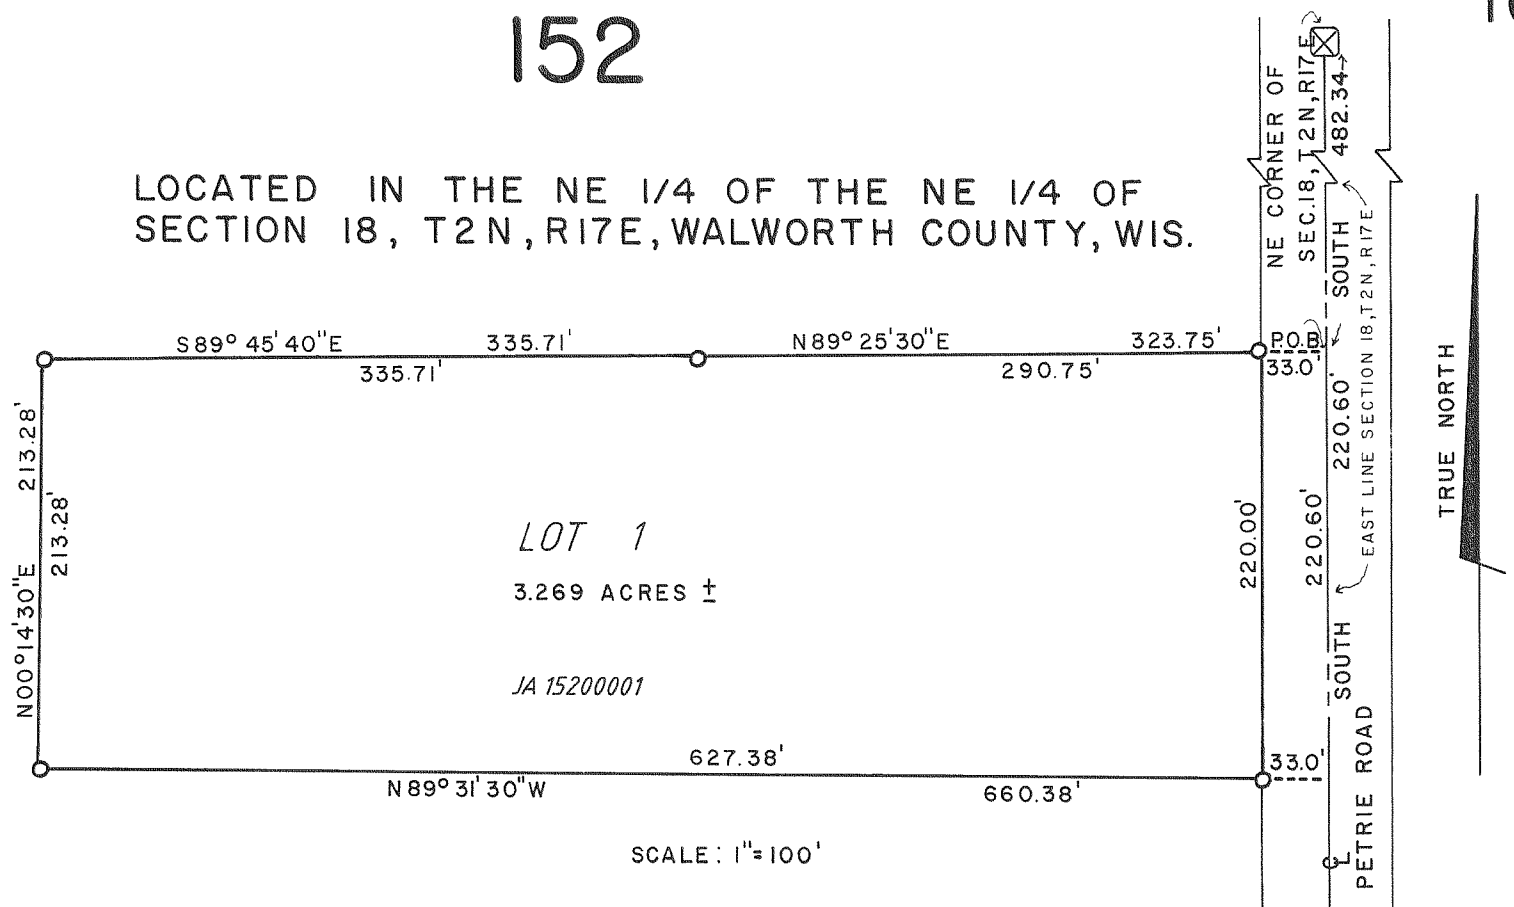 152
LOCATED IN THE NE 1/4 OF THE NE 1/4 OF
SECTION 18, T2N, R17E, WALWORTH COUNTY, WIS.
NE CORNER OF
SEC.18, T2N, R17E
482.34
SOUTH
EAST LINE SECTION 18, T2N, R17E
S89° 45' 40"E 335.71'
335.71'
N89° 25' 30"E 323.75'
290.75'
P.O.B.
33.0'
220.60'
213.28'
213.28'
N00°14'30"E
LOT 1
3.269 ACRES ±
JA 15200001
220.00'
220.60'
SOUTH
TRUE NORTH
627.38'
N89° 31' 30"W
660.38'
33.0'
SCALE: 1"=100'
CL
PETRIE ROAD